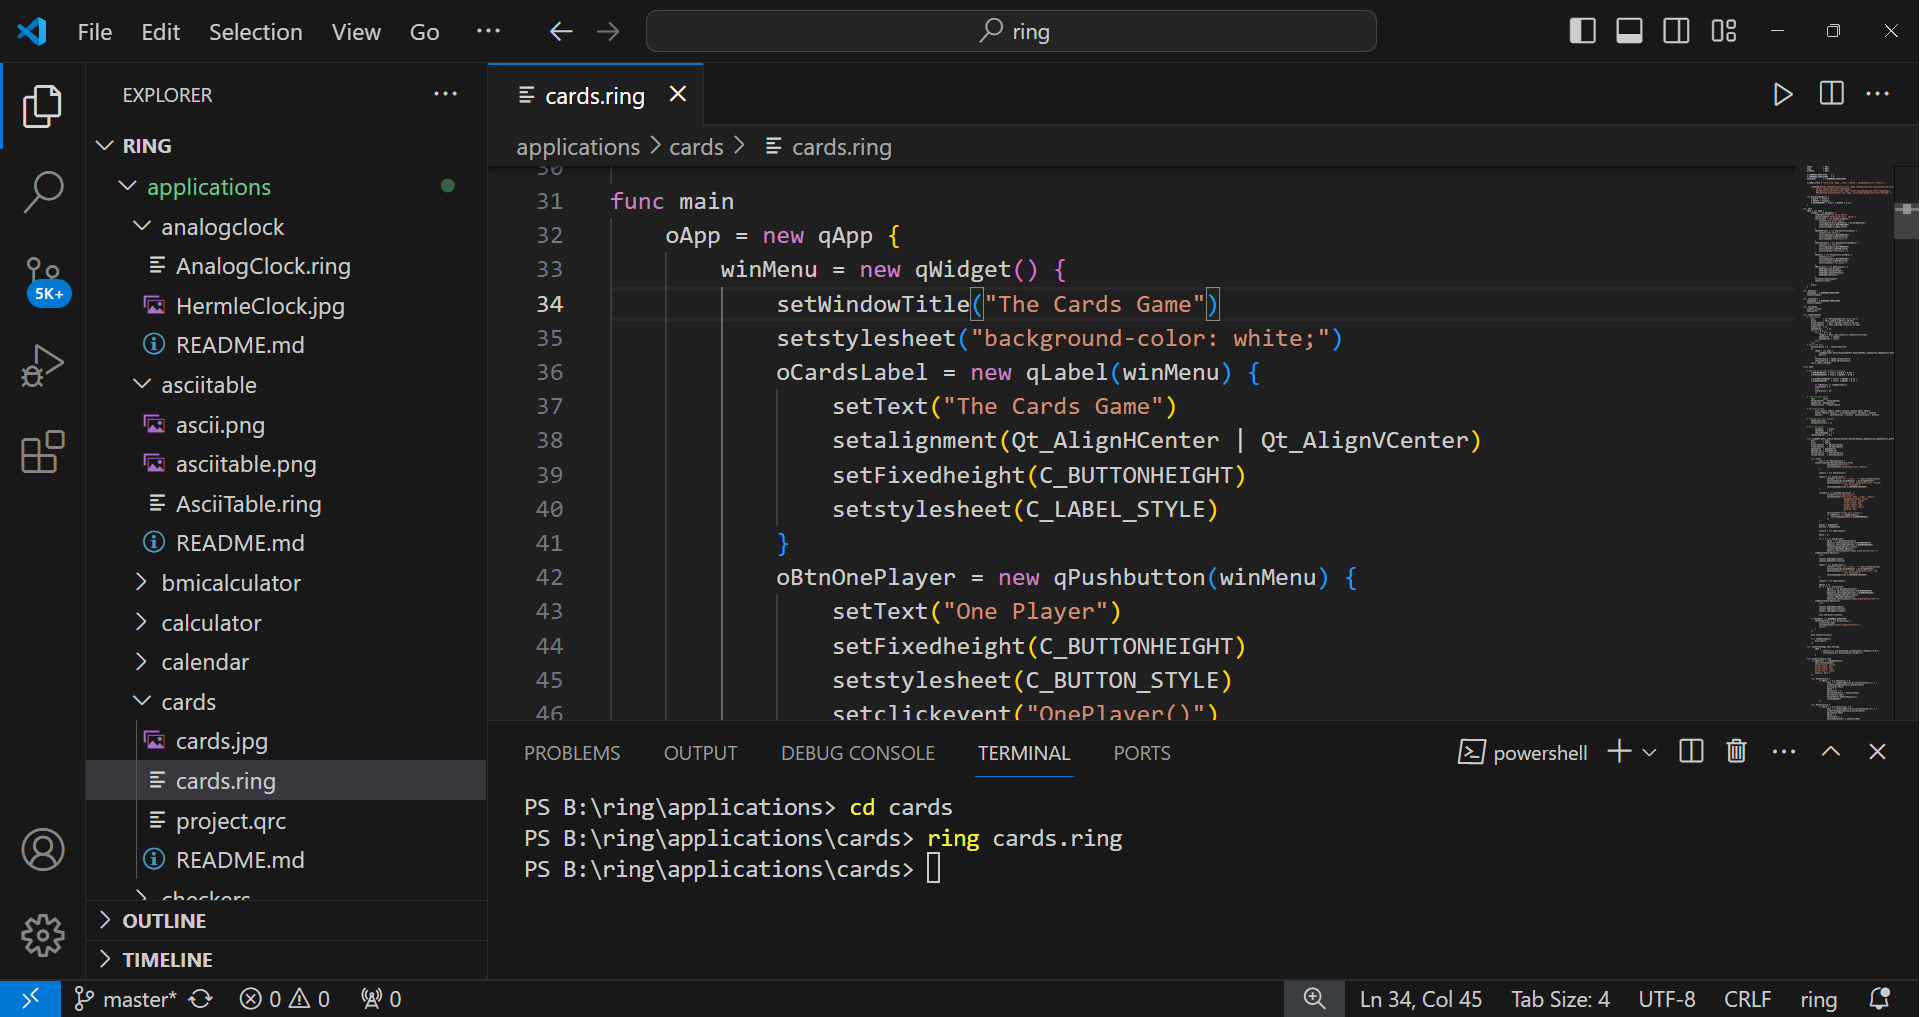 File Edit Selection View Go ··· ring
EXPLORER ···
RING
applications
analogclock
AnalogClock.ring
HermleClock.jpg
README.md
asciitable
ascii.png
asciitable.png
AsciiTable.ring
README.md
bmicalculator
calculator
calendar
cards
cards.jpg
cards.ring
project.qrc
README.md
checkers
OUTLINE
TIMELINE
5K+
cards.ring
applications > cards > cards.ring
30
31 func main
32 oApp = new qApp {
33 winMenu = new qWidget() {
34 setWindowTitle("The Cards Game")
35 setstylesheet("background-color: white;")
36 oCardsLabel = new qLabel(winMenu) {
37 setText("The Cards Game")
38 setalignment(Qt_AlignHCenter | Qt_AlignVCenter)
39 setFixedheight(C_BUTTONHEIGHT)
40 setstylesheet(C_LABEL_STYLE)
41 }
42 oBtnOnePlayer = new qPushbutton(winMenu) {
43 setText("One Player")
44 setFixedheight(C_BUTTONHEIGHT)
45 setstylesheet(C_BUTTON_STYLE)
46 setclickevent("OnePlayer()")
PROBLEMS OUTPUT DEBUG CONSOLE TERMINAL PORTS powershell
PS B:\ring\applications> cd cards
PS B:\ring\applications\cards> ring cards.ring
PS B:\ring\applications\cards>
master* 0 0 0 Ln 34, Col 45 Tab Size: 4 UTF-8 CRLF ring